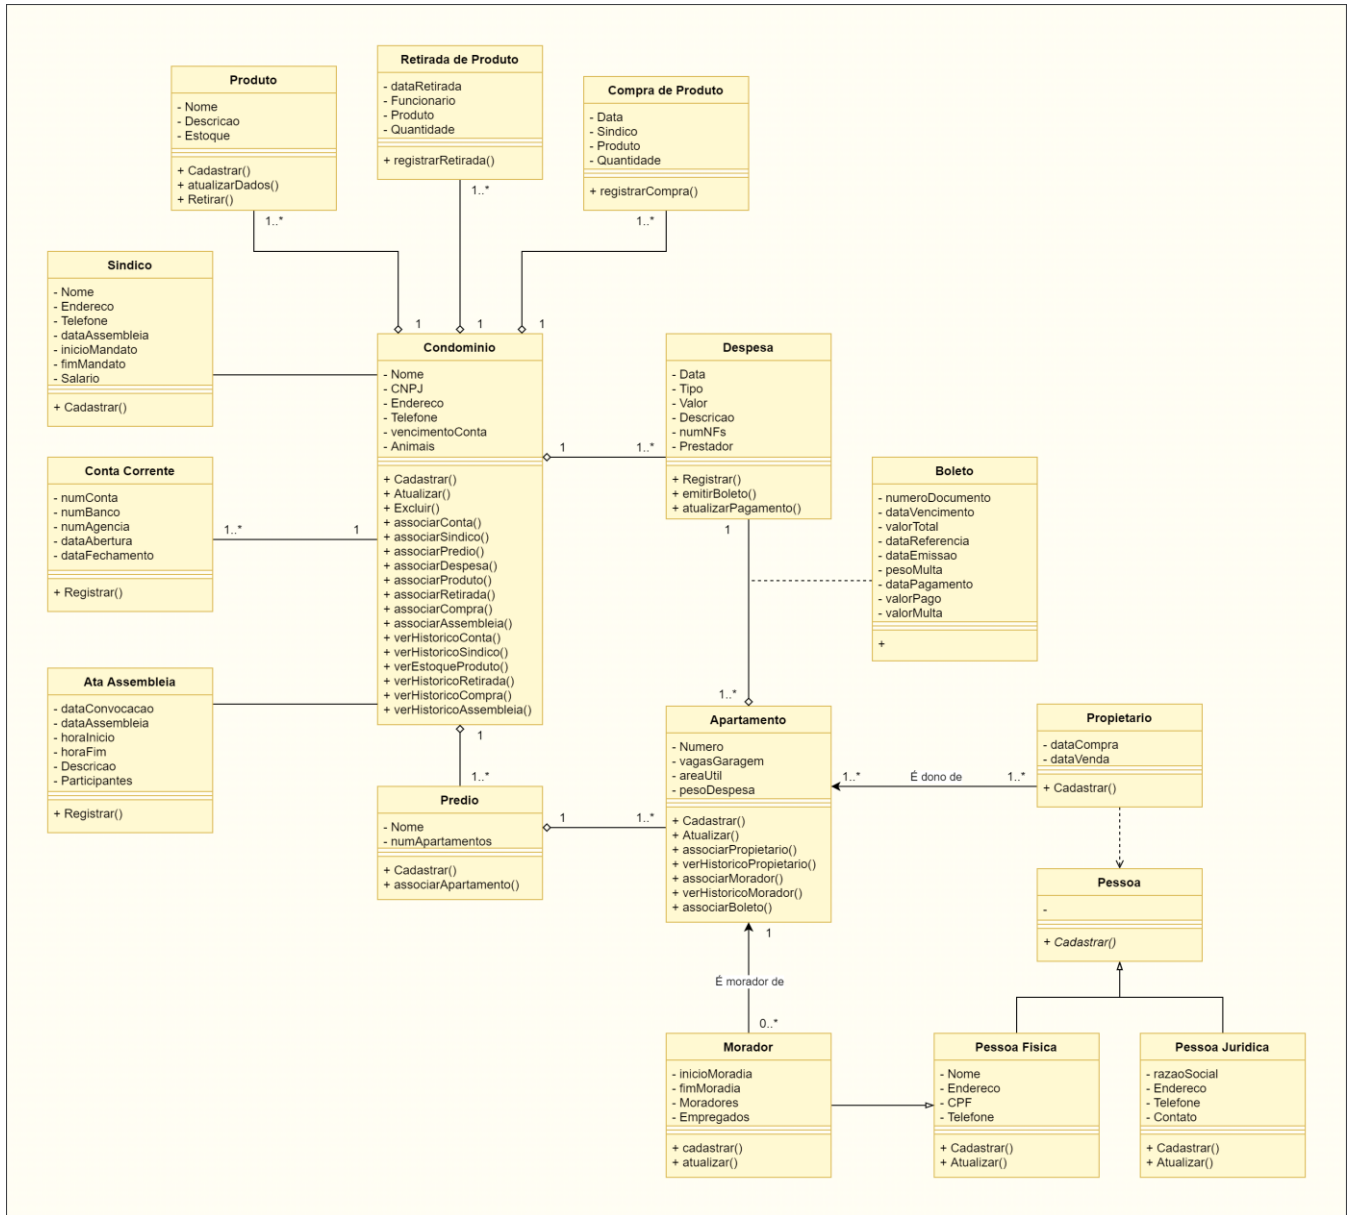 Produto
- Nome
- Descricao
- Estoque
+ Cadastrar()
+ atualizarDados()
+ Retirar()
1..*
Retirada de Produto
- dataRetirada
- Funcionario
- Produto
- Quantidade
+ registrarRetirada()
1..*
Compra de Produto
- Data
- Sindico
- Produto
- Quantidade
+ registrarCompra()
1..*
Sindico
- Nome
- Endereco
- Telefone
- dataAssembleia
- inicioMandato
- fimMandato
- Salario
+ Cadastrar()
1
1
1
Condominio
- Nome
- CNPJ
- Endereco
- Telefone
- vencimentoConta
- Animais
+ Cadastrar()
+ Atualizar()
+ Excluir()
+ associarConta()
+ associarSindico()
+ associarPredio()
+ associarDespesa()
+ associarProduto()
+ associarRetirada()
+ associarCompra()
+ associarAssembleia()
+ verHistoricoConta()
+ verHistoricoSindico()
+ verEstoqueProduto()
+ verHistoricoRetirada()
+ verHistoricoCompra()
+ verHistoricoAssembleia()
1
1..*
Despesa
- Data
- Tipo
- Valor
- Descricao
- numNFs
- Prestador
+ Registrar()
+ emitirBoleto()
+ atualizarPagamento()
1
Conta Corrente
- numConta
- numBanco
- numAgencia
- dataAbertura
- dataFechamento
+ Registrar()
1..*
1
Boleto
- numeroDocumento
- dataVencimento
- valorTotal
- dataReferencia
- dataEmissao
- pesoMulta
- dataPagamento
- valorPago
- valorMulta
+
Ata Assembleia
- dataConvocacao
- dataAssembleia
- horaInicio
- horaFim
- Descricao
- Participantes
+ Registrar()
1
1..*
Predio
- Nome
- numApartamentos
+ Cadastrar()
+ associarApartamento()
1
1..*
1..*
Apartamento
- Numero
- vagasGaragem
- areaUtil
- pesoDespesa
+ Cadastrar()
+ Atualizar()
+ associarPropietario()
+ verHistoricoPropietario()
+ associarMorador()
+ verHistoricoMorador()
+ associarBoleto()
1..*
É dono de
1..*
Propietario
- dataCompra
- dataVenda
+ Cadastrar()
Pessoa
-
+ Cadastrar()
1
É morador de
0..*
Morador
- inicioMoradia
- fimMoradia
- Moradores
- Empregados
+ cadastrar()
+ atualizar()
Pessoa Fisica
- Nome
- Endereco
- CPF
- Telefone
+ Cadastrar()
+ Atualizar()
Pessoa Juridica
- razaoSocial
- Endereco
- Telefone
- Contato
+ Cadastrar()
+ Atualizar()